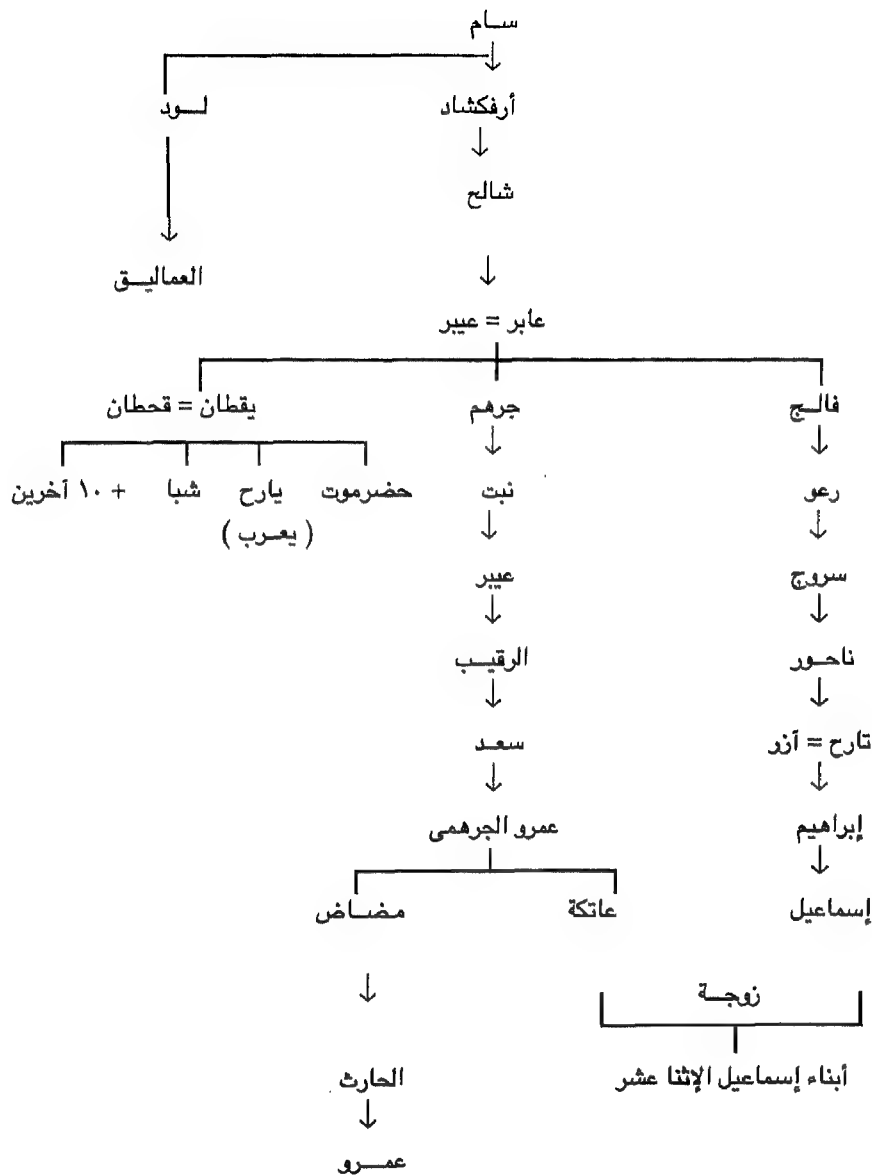 سام
أرفكشاد لود
شالح
العماليق
عابر = عيبر
فالج جرهم يقطان = قحطان
رعو نبت حضرموت يارح شبا + ١٠ آخرين
( يعرب )
سروج عيبر
ناحور الرقيب
تارح = آزر سعد
إبراهيم عمرو الجرهمى
إسماعيل عاتكة مضاض
زوجة
أبناء إسماعيل الإثنا عشر الحارث
عمرو